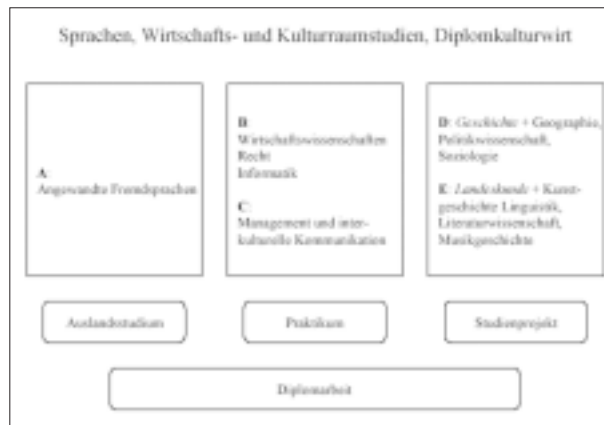 Sprachen, Wirtschafts- und Kulturraumstudien, Diplomkulturwirt
A:
Angewandte Fremdsprachen
B:
Wirtschaftswissenschaften
Recht
Informatik
C:
Management und inter-
kulturelle Kommunikation
D: Geschichte + Geographie,
Politikwissenschaft,
Soziologie
E: Landeskunde + Kunst-
geschichte Linguistik,
Literaturwissenschaft,
Musikgeschichte
Auslandsstudium
Praktikum
Studienprojekt
Diplomarbeit